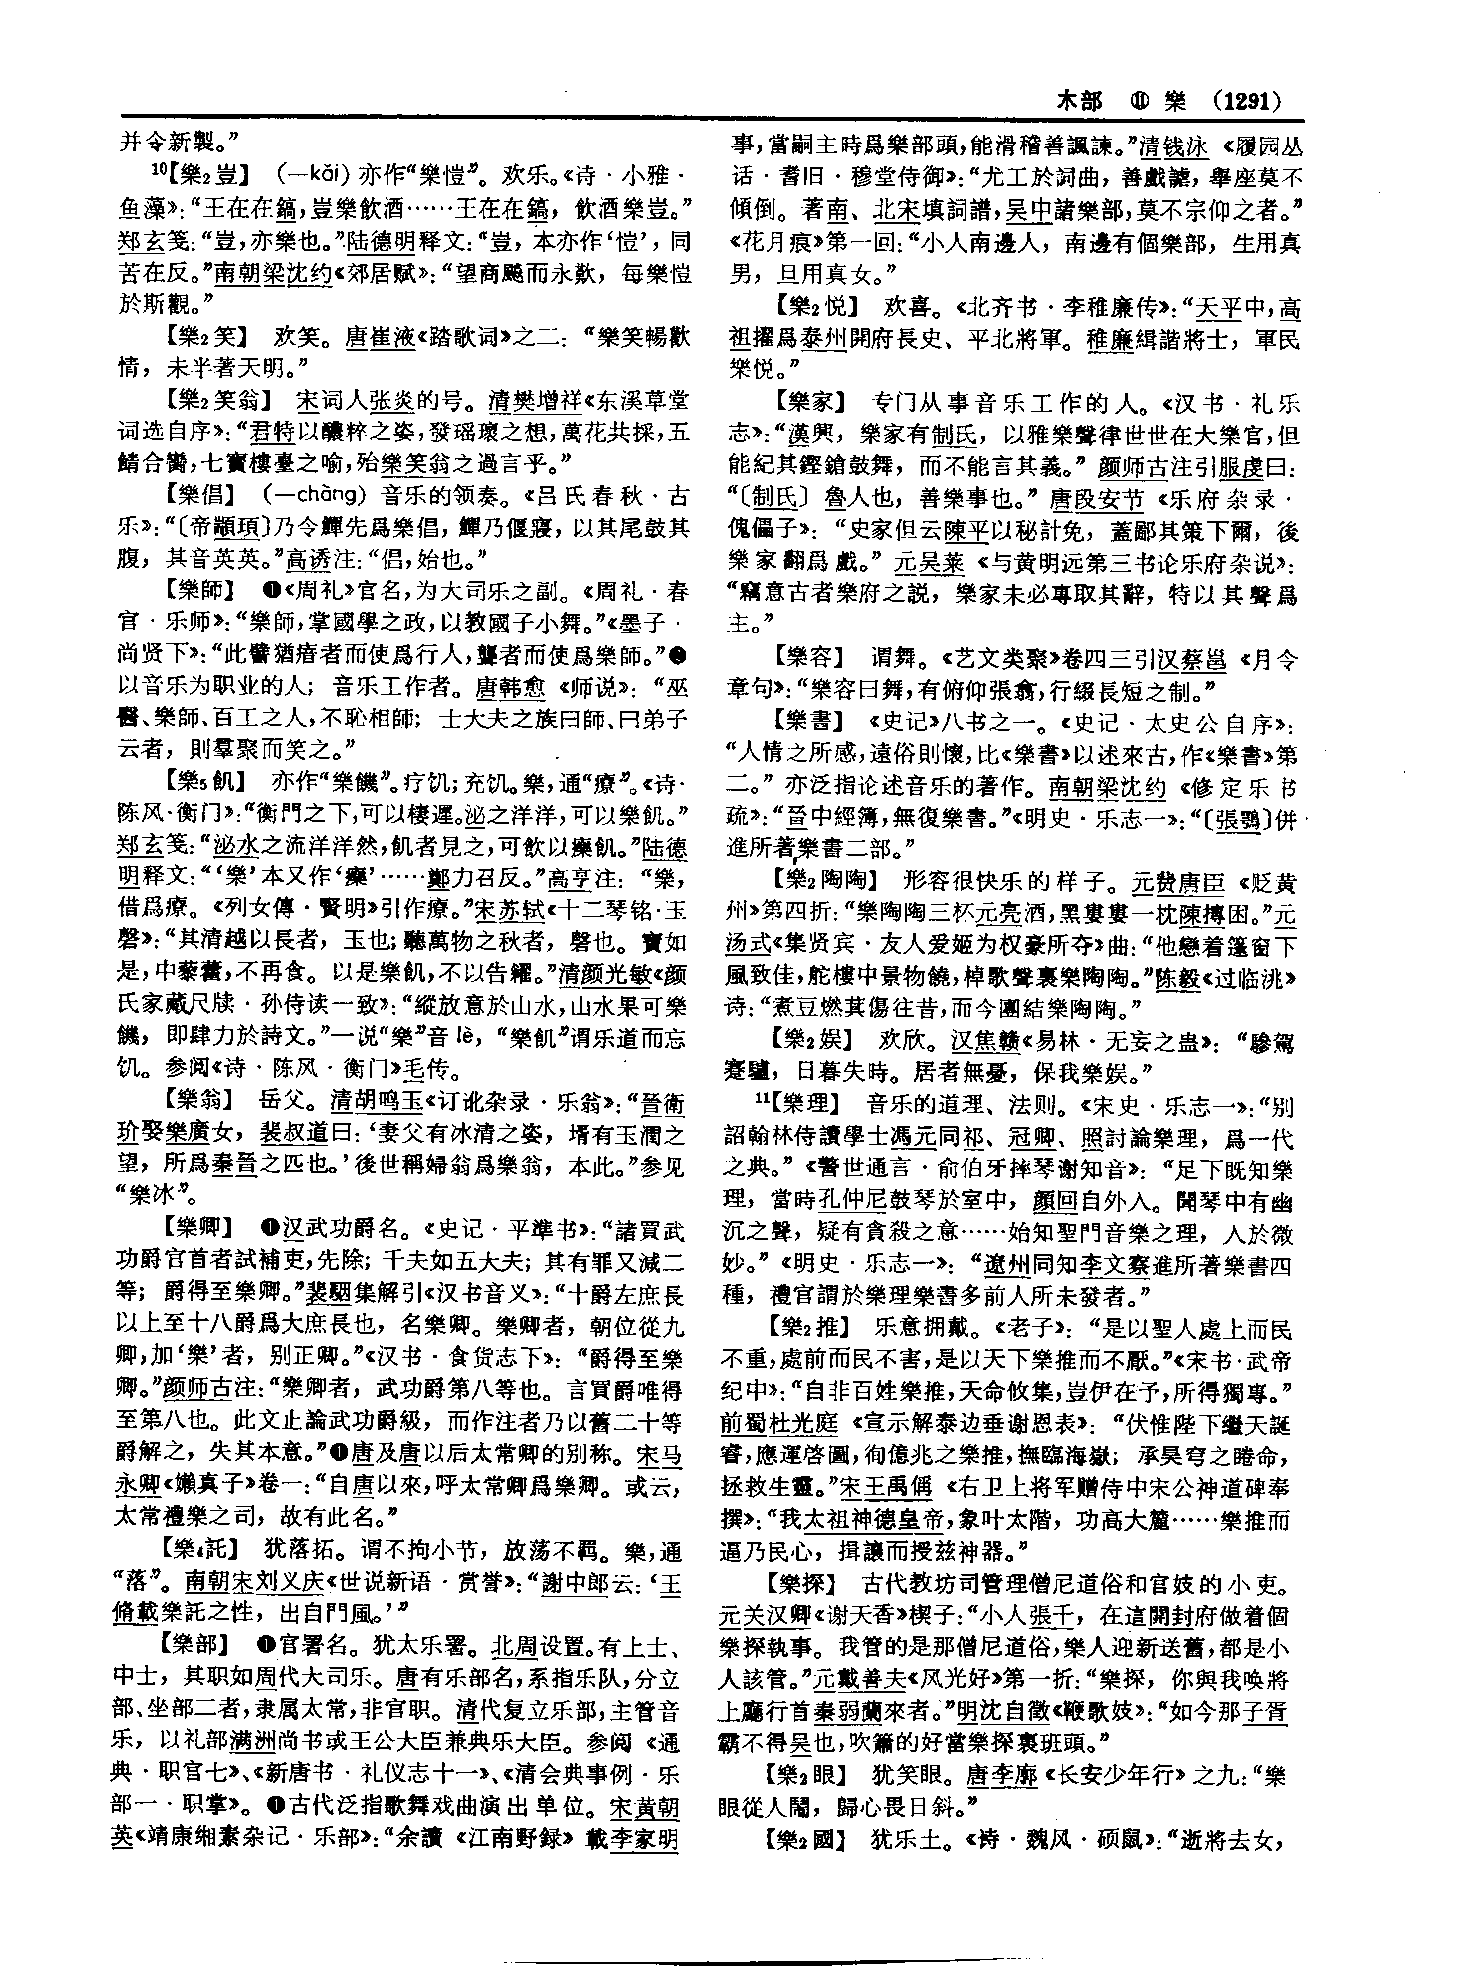 木部 ⑪ 樂 (1291)
并令新製。”
¹⁰【樂₂豈】 (—kǎi) 亦作“樂愷”。欢乐。《诗·小雅·
鱼藻》：“王在在鎬，豈樂飲酒……王在在鎬，飲酒樂豈。”
郑玄笺：“豈，亦樂也。”陆德明释文：“豈，本亦作‘愷’，同
苦在反。”南朝梁沈约《郊居赋》：“望商飈而永歎，每樂愷
於斯觀。”
【樂₂笑】 欢笑。唐崔液《踏歌词》之二：“樂笑暢歡
情，未半著天明。”
【樂₂笑翁】 宋词人张炎的号。清樊增祥《东溪草堂
词选自序》：“君特以醲粹之姿，發瑶瓌之想，萬花共採，五
鯖合臠，七寶樓臺之喻，殆樂笑翁之過言乎。”
【樂倡】 (—chàng) 音乐的领奏。《吕氏春秋·古
乐》：“〔帝顓頊〕乃令鱓先爲樂倡，鱓乃偃寢，以其尾鼓其
腹，其音英英。”高诱注：“倡，始也。”
【樂師】 ❶《周礼》官名，为大司乐之副。《周礼·春
官·乐师》：“樂師，掌國學之政，以教國子小舞。”《墨子·
尚贤下》：“此譬猶瘖者而使爲行人，聾者而使爲樂師。”❷
以音乐为职业的人；音乐工作者。唐韩愈《师说》：“巫
醫、樂師、百工之人，不恥相師；士大夫之族曰師、曰弟子
云者，則羣聚而笑之。”
【樂₅飢】 亦作“樂饑”。疗饥；充饥。樂，通“療”。《诗·
陈风·衡门》：“衡門之下，可以棲遲。泌之洋洋，可以樂飢。”
郑玄笺：“泌水之流洋洋然，飢者見之，可飲以𤻲飢。”陆德
明释文：“‘樂’本又作‘𤻲’……鄭力召反。”高亨注：“樂，
借爲療。《列女傳·賢明》引作療。”宋苏轼《十二琴铭·玉
磬》：“其清越以長者，玉也；聽萬物之秋者，磬也。寶如
是，中藜藿，不再食。以是樂飢，不以告糴。”清颜光敏《颜
氏家藏尺牍·孙侍读一致》：“縱放意於山水，山水果可樂
饑，即肆力於詩文。”一说“樂”音lè，“樂飢”谓乐道而忘
饥。参阅《诗·陈风·衡门》毛传。
【樂翁】 岳父。清胡鸣玉《订讹杂录·乐翁》：“晉衛
玠娶樂廣女，裴叔道曰：‘妻父有冰清之姿，壻有玉潤之
望，所爲秦晉之匹也。’後世稱婦翁爲樂翁，本此。”参见
“樂冰”。
【樂卿】 ❶汉武功爵名。《史记·平準书》：“諸買武
功爵官首者試補吏，先除；千夫如五大夫；其有罪又減二
等；爵得至樂卿。”裴駰集解引《汉书音义》：“十爵左庶長
以上至十八爵爲大庶長也，名樂卿。樂卿者，朝位從九
卿，加‘樂’者，别正卿。”《汉书·食货志下》：“爵得至樂
卿。”颜师古注：“樂卿者，武功爵第八等也。言買爵唯得
至第八也。此文止論武功爵級，而作注者乃以舊二十等
爵解之，失其本意。”❶唐及唐以后太常卿的别称。宋马
永卿《嬾真子》卷一：“自唐以來，呼太常卿爲樂卿。或云，
太常禮樂之司，故有此名。”
【樂₄託】 犹落拓。谓不拘小节，放荡不羁。樂，通
“落”。南朝宋刘义庆《世说新语·赏誉》：“謝中郎云：‘王
脩載樂託之性，出自門風。’”
【樂部】 ❶官署名。犹太乐署。北周设置。有上士、
中士，其职如周代大司乐。唐有乐部名，系指乐队，分立
部、坐部二者，隶属太常，非官职。清代复立乐部，主管音
乐，以礼部满洲尚书或王公大臣兼典乐大臣。参阅《通
典·职官七》、《新唐书·礼仪志十一》、《清会典事例·乐
部一·职掌》。❶古代泛指歌舞戏曲演出单位。宋黄朝
英《靖康缃素杂记·乐部》：“余讀《江南野録》載李家明
事，當嗣主時爲樂部頭，能滑稽善諷諫。”清钱泳《履园丛
话·耆旧·穆堂侍御》：“尤工於詞曲，善戲謔，舉座莫不
傾倒。著南、北宋填詞譜，吴中諸樂部，莫不宗仰之者。”
《花月痕》第一回：“小人南邊人，南邊有個樂部，生用真
男，旦用真女。”
【樂₂悦】 欢喜。《北齐书·李稚廉传》：“天平中，高
祖擢爲泰州開府長史、平北將軍。稚廉緝諧將士，軍民
樂悦。”
【樂家】 专门从事音乐工作的人。《汉书·礼乐
志》：“漢興，樂家有制氏，以雅樂聲律世世在大樂官，但
能紀其鏗鎗鼓舞，而不能言其義。”颜师古注引服虔曰：
“〔制氏〕魯人也，善樂事也。”唐段安节《乐府杂录·
傀儡子》：“史家但云陳平以秘計免，蓋鄙其策下爾，後
樂家翻爲戲。”元吴莱《与黄明远第三书论乐府杂说》：
“竊意古者樂府之説，樂家未必專取其辭，特以其聲爲
主。”
【樂容】 谓舞。《艺文类聚》卷四三引汉蔡邕《月令
章句》：“樂容曰舞，有俯仰張翕，行綴長短之制。”
【樂書】 《史记》八书之一。《史记·太史公自序》：
“人情之所感，遠俗則懷，比《樂書》以述來古，作《樂書》第
二。”亦泛指论述音乐的著作。南朝梁沈约《修定乐书
疏》：“晉中經簿，無復樂書。”《明史·乐志一》：“〔張鶚〕併
進所著樂書二部。”
【樂₂陶陶】 形容很快乐的样子。元费唐臣《贬黄
州》第四折：“樂陶陶三杯元亮酒，黑婁婁一枕陳摶困。”元
汤式《集贤宾·友人爱姬为权豪所夺》曲：“他戀着篷窗下
風致佳，舵樓中景物饒，棹歌聲裏樂陶陶。”陈毅《过临洮》
诗：“煮豆燃萁傷往昔，而今團結樂陶陶。”
【樂₂娱】 欢欣。汉焦赣《易林·无妄之蛊》：“驂駕
蹇驢，日暮失時。居者無憂，保我樂娱。”
¹¹【樂理】 音乐的道理、法则。《宋史·乐志一》：“别
詔翰林侍讀學士馮元同祁、冠卿、照討論樂理，爲一代
之典。”《警世通言·俞伯牙摔琴谢知音》：“足下既知樂
理，當時孔仲尼鼓琴於室中，顔回自外入。聞琴中有幽
沉之聲，疑有貪殺之意……始知聖門音樂之理，人於微
妙。”《明史·乐志一》：“遼州同知李文察進所著樂書四
種，禮官謂於樂理樂書多前人所未發者。”
【樂₂推】 乐意拥戴。《老子》：“是以聖人處上而民
不重，處前而民不害，是以天下樂推而不厭。”《宋书·武帝
纪中》：“自非百姓樂推，天命攸集，豈伊在予，所得獨專。”
前蜀杜光庭《宣示解泰边垂谢恩表》：“伏惟陛下繼天誕
睿，應運啓圖，徇億兆之樂推，撫臨海嶽；承昊穹之睠命，
拯救生靈。”宋王禹偁《右卫上将军赠侍中宋公神道碑奉
撰》：“我太祖神德皇帝，象叶太階，功高大麓……樂推而
逼乃民心，揖讓而授兹神器。”
【樂探】 古代教坊司管理僧尼道俗和官妓的小吏。
元关汉卿《谢天香》楔子：“小人張千，在這開封府做着個
樂探執事。我管的是那僧尼道俗，樂人迎新送舊，都是小
人該管。”元戴善夫《风光好》第一折：“樂探，你與我唤將
上廳行首秦弱蘭來者。”明沈自徵《鞭歌妓》：“如今那子胥
霸不得吴也，吹簫的好當樂探裏班頭。”
【樂₂眼】 犹笑眼。唐李廓《长安少年行》之九：“樂
眼從人鬧，歸心畏日斜。”
【樂₂國】 犹乐土。《诗·魏风·硕鼠》：“逝將去女，